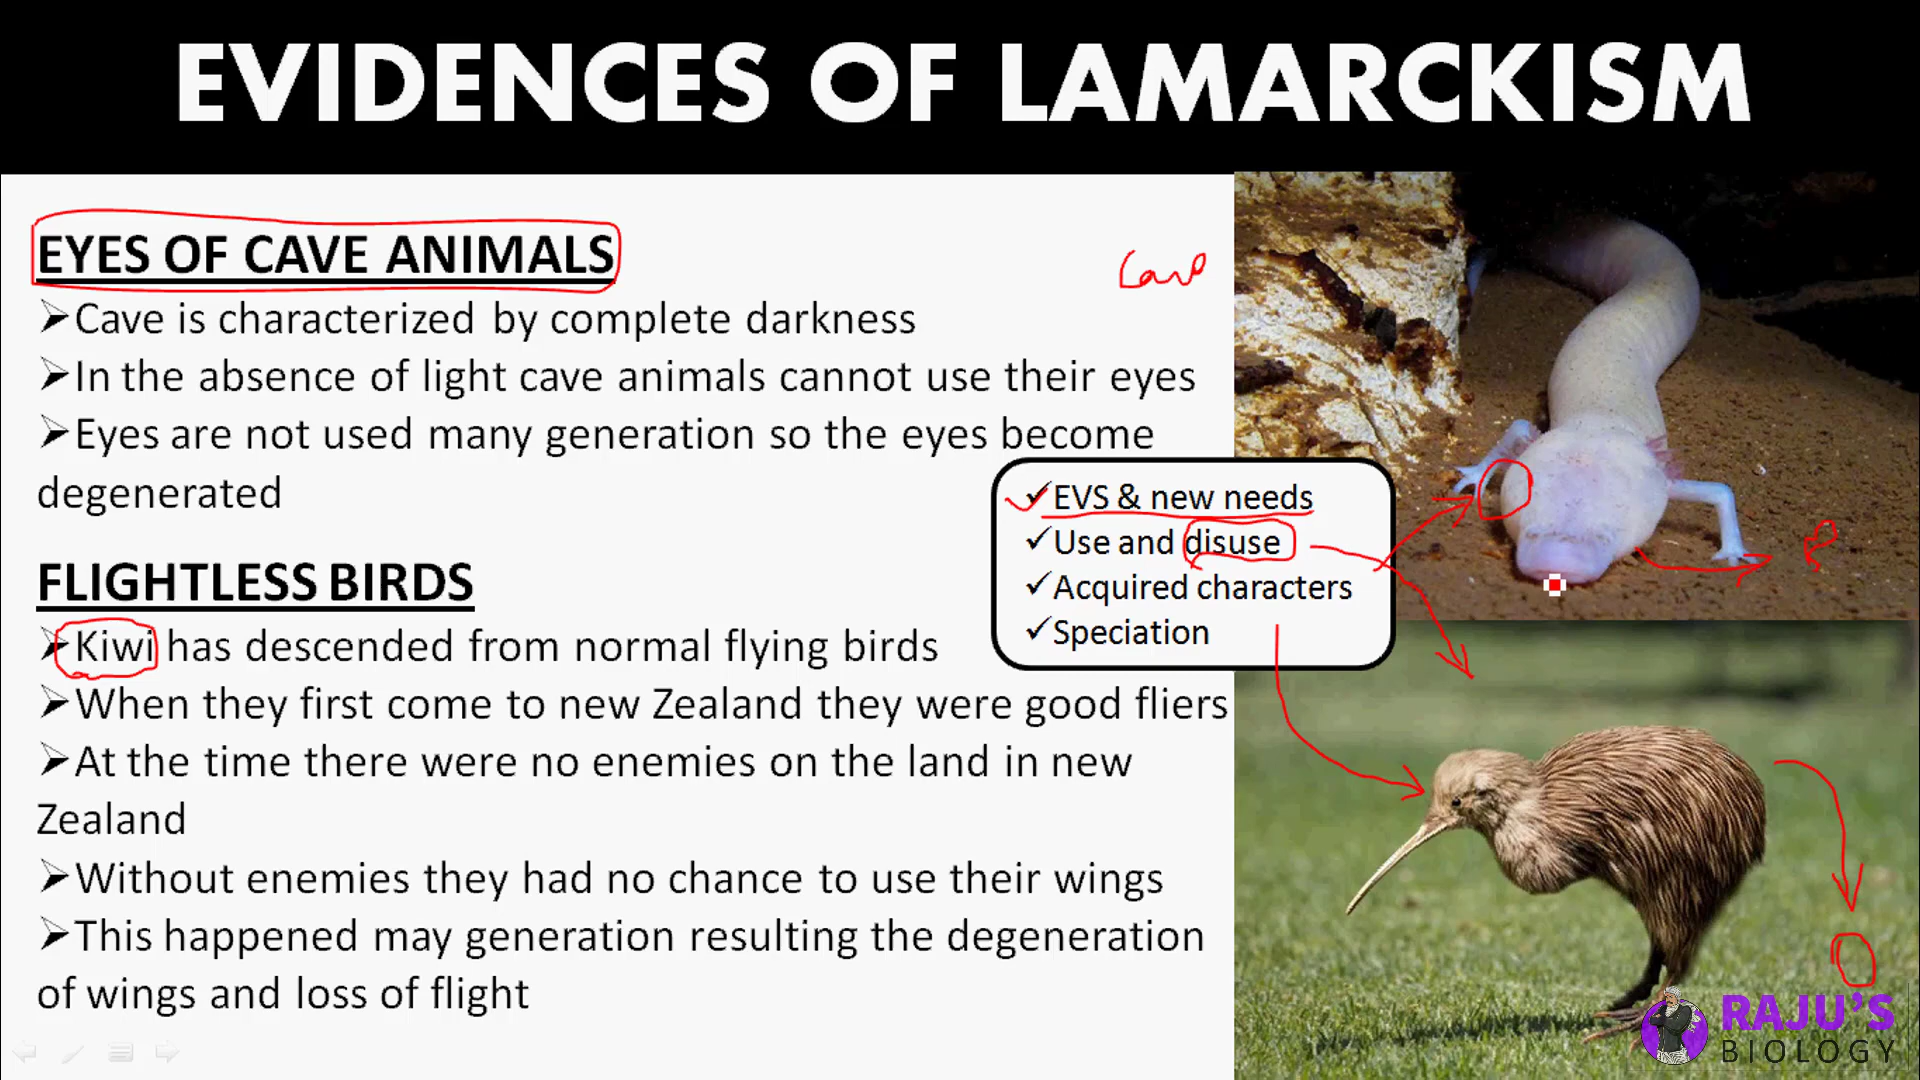 EVIDENCES OF LAMARCKISM
EYES OF CAVE ANIMALS
Cave
➢Cave is characterized by complete darkness
➢In the absence of light cave animals cannot use their eyes
➢Eyes are not used many generation so the eyes become
degenerated
✓EVS & new needs
✓Use and disuse
✓Acquired characters
✓Speciation
FLIGHTLESS BIRDS
➢Kiwi has descended from normal flying birds
➢When they first come to new Zealand they were good fliers
➢At the time there were no enemies on the land in new
Zealand
➢Without enemies they had no chance to use their wings
➢This happened may generation resulting the degeneration
of wings and loss of flight
RAJU'S
BIOLOGY